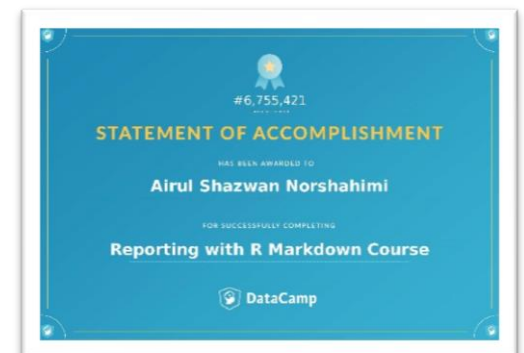 #6,755,421
STATEMENT OF ACCOMPLISHMENT
HAS BEEN AWARDED TO
Airul Shazwan Norshahimi
FOR SUCCESSFULLY COMPLETING
Reporting with R Markdown Course
DataCamp